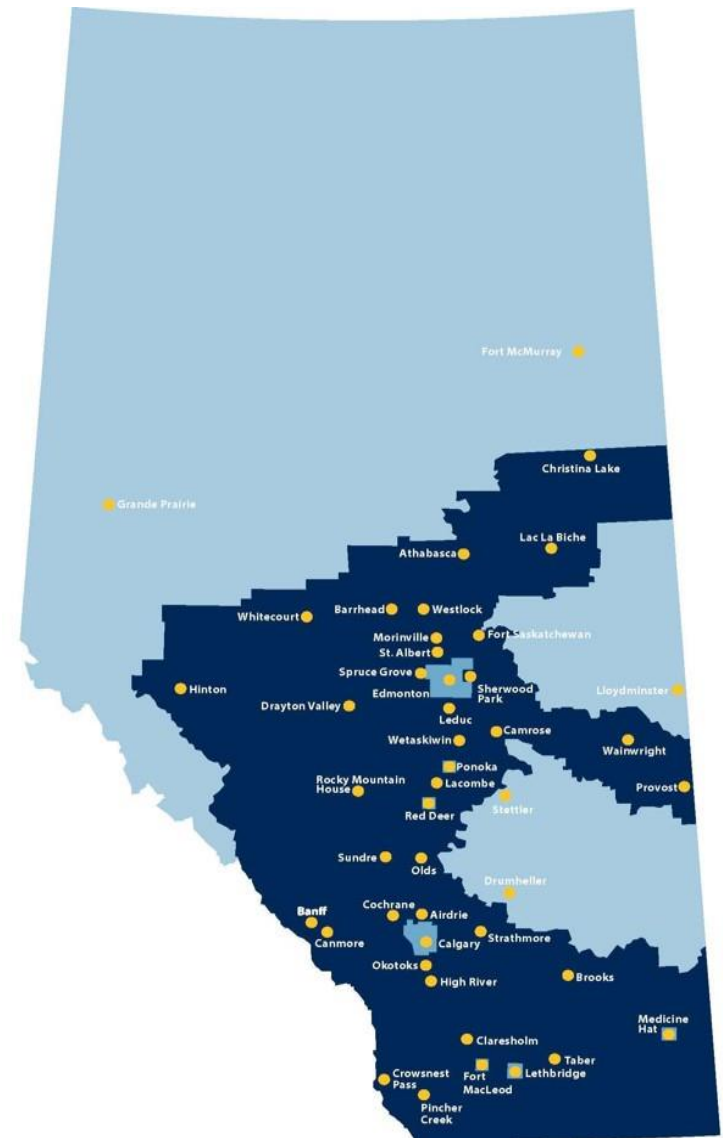 Fort McMurray
Christina Lake
Grande Prairie
Lac La Biche
Athabasca
Barrhead
Westlock
Whitecourt
Morinville
Fort Saskatchewan
St. Albert
Spruce Grove
Edmonton
Sherwood
Park
Hinton
Lloydminster
Drayton Valley
Leduc
Camrose
Wetaskiwin
Wainwright
Ponoka
Rocky Mountain
House
Lacombe
Provost
Stettler
Red Deer
Sundre
Olds
Drumheller
Cochrane
Airdrie
Banff
Canmore
Strathmore
Calgary
Okotoks
High River
Brooks
Medicine
Hat
Claresholm
Taber
Crowsnest
Pass
Fort
MacLeod
Lethbridge
Pincher
Creek